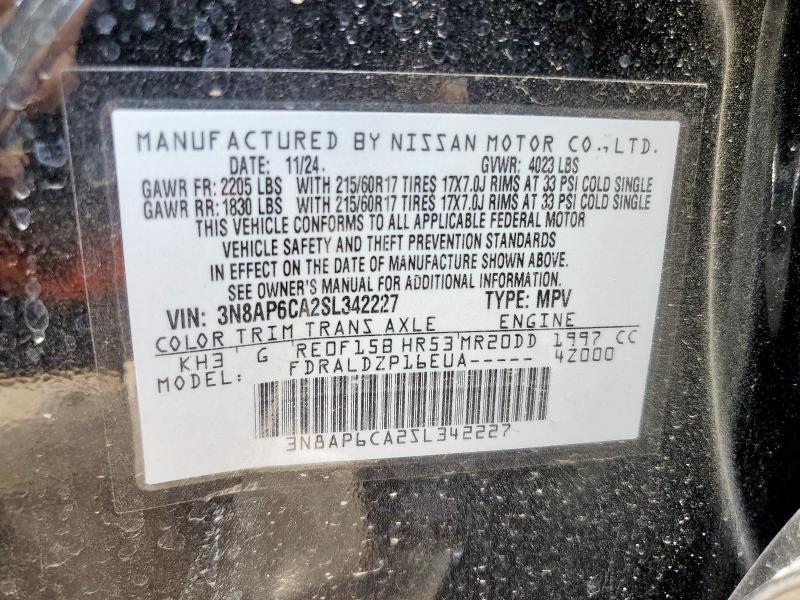 MANUFACTURED BY NISSAN MOTOR CO.,LTD.
DATE: 11/24. GVWR: 4023 LBS
GAWR FR: 2205 LBS WITH 215/60R17 TIRES 17X7.0J RIMS AT 33 PSI COLD SINGLE
GAWR RR: 1830 LBS WITH 215/60R17 TIRES 17X7.0J RIMS AT 33 PSI COLD SINGLE
THIS VEHICLE CONFORMS TO ALL APPLICABLE FEDERAL MOTOR
VEHICLE SAFETY AND THEFT PREVENTION STANDARDS
IN EFFECT ON THE DATE OF MANUFACTURE SHOWN ABOVE.
SEE OWNER'S MANUAL FOR ADDITIONAL INFORMATION.
VIN: 3N8AP6CA2SL342227 TYPE: MPV
COLOR TRIM TRANS AXLE ENGINE
KH3 G RE0F15B HR53 MR20DD 1997 CC
MODEL: FDRALDZP16EUA----- 4Z000
3N8AP6CA2SL342227